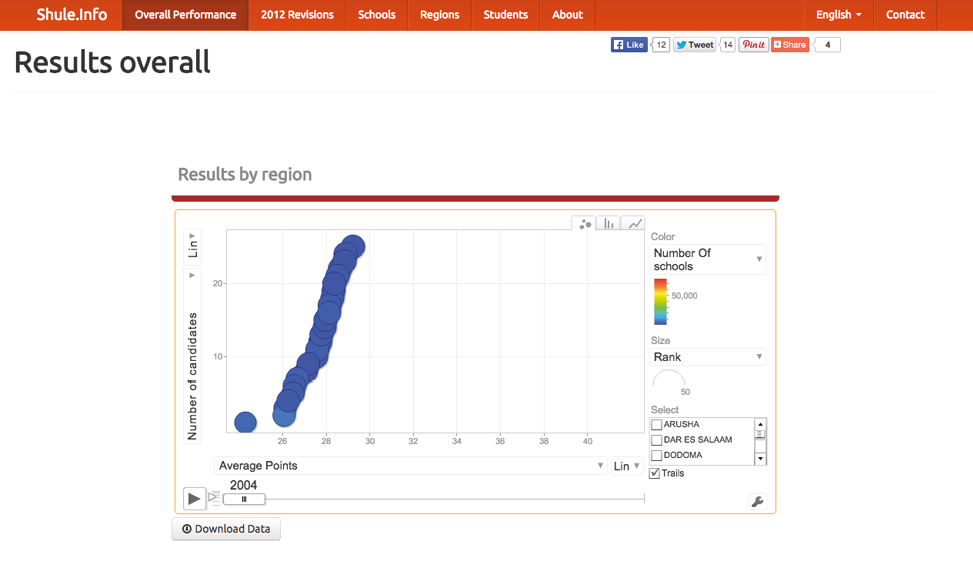 Shule.Info Overall Performance 2012 Revisions Schools Regions Students About English Contact
Like 12 Tweet 14 Pin it Share 4
Results overall
Results by region
Lin
Number of candidates
20
10
26 28 30 32 34 36 38 40
Average Points Lin
2004
Color
Number Of
schools
50,000
Size
Rank
50
Select
ARUSHA
DAR ES SALAAM
DODOMA
Trails
Download Data